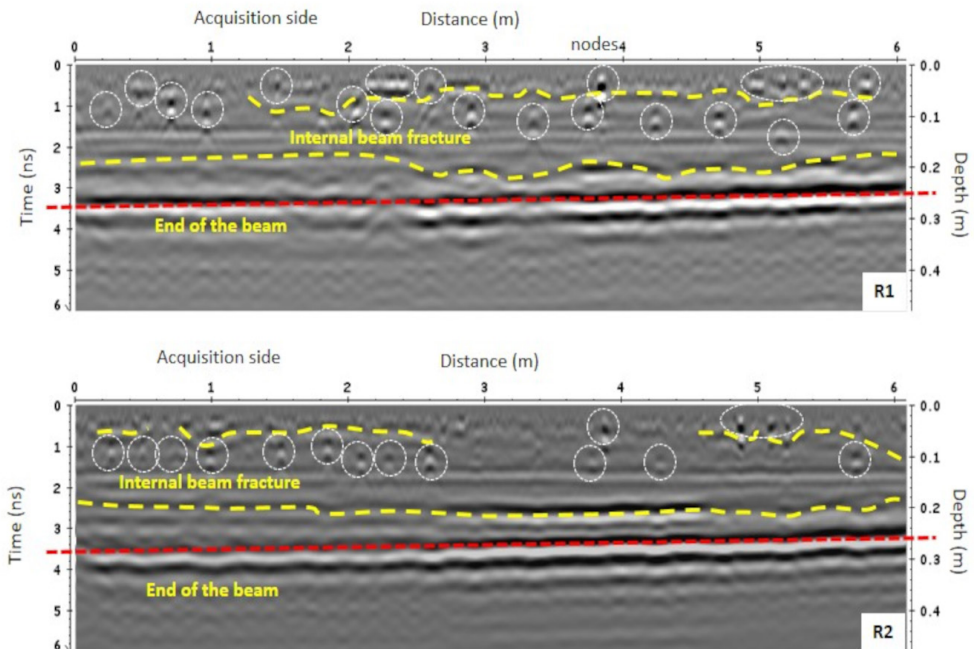 Acquisition side Distance (m)
nodes
0 1 2 3 4 5 6
0 0.0
1 0.1
Internal beam fracture
2 0.2
3
End of the beam
0.3
4
5 0.4
6
Time (ns)
Depth (m)
R1
Acquisition side Distance (m)
0 1 2 3 4 5 6
0 0.0
1 0.1
Internal beam fracture
2 0.2
3
0.3
4
End of the beam
5 0.4
6
Time (ns)
Depth (m)
R2